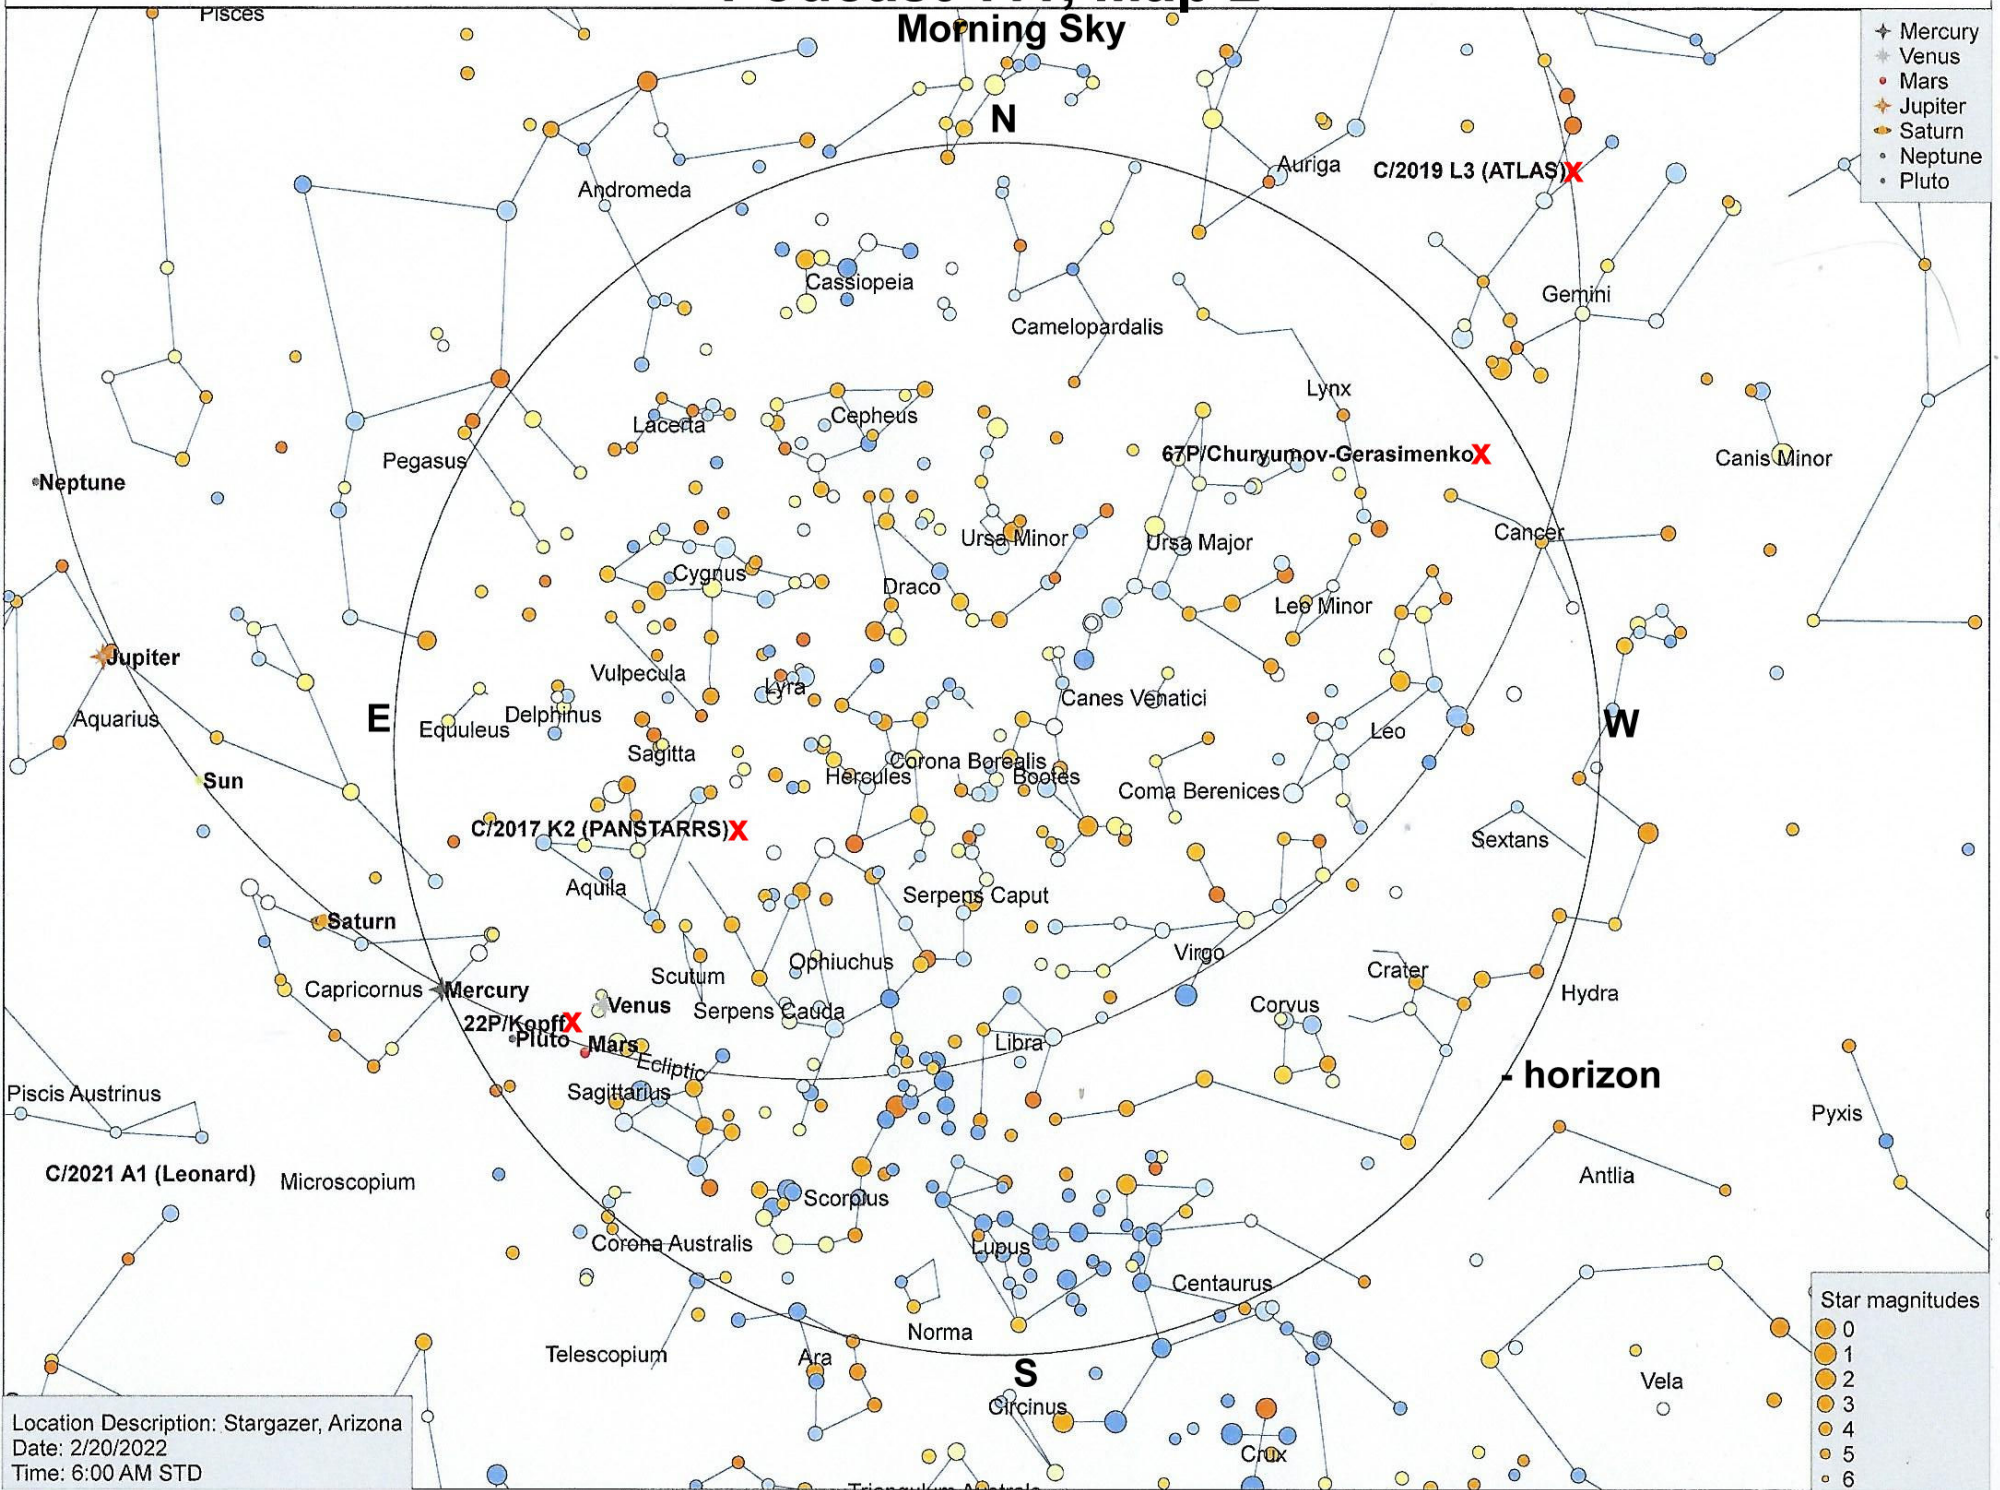 Pisces
Morning Sky
Mercury
Venus
Mars
Jupiter
Saturn
Neptune
Pluto
N
Auriga
C/2019 L3 (ATLAS)X
Andromeda
Cassiopeia
Gemini
Camelopardalis
Lynx
Cepheus
Lacerta
67P/Churyumov-GerasimenkoX
Canis Minor
Pegasus
Neptune
Cancer
Ursa Minor
Ursa Major
Cygnus
Draco
Leo Minor
Jupiter
Vulpecula
Lyra
Canes Venatici
Aquarius
E
Equuleus
Delphinus
Leo
W
Sagitta
Corona Borealis
Hercules
Bootes
Sun
Coma Berenices
C/2017 K2 (PANSTARRS)X
Sextans
Aquila
Serpens Caput
Saturn
Virgo
Ophiuchus
Scutum
Crater
Capricornus
Mercury
Hydra
Venus
Serpens Cauda
Corvus
22P/KopffX
Pluto
Mars
Libra
Ecliptic
- horizon
Sagittarius
Piscis Austrinus
Pyxis
C/2021 A1 (Leonard)
Microscopium
Antlia
Scorpius
Corona Australis
Lupus
Centaurus
Star magnitudes
0
1
2
3
4
5
6
Norma
Telescopium
Ara
S
Vela
Circinus
Crux
Location Description: Stargazer, Arizona
Date: 2/20/2022
Time: 6:00 AM STD